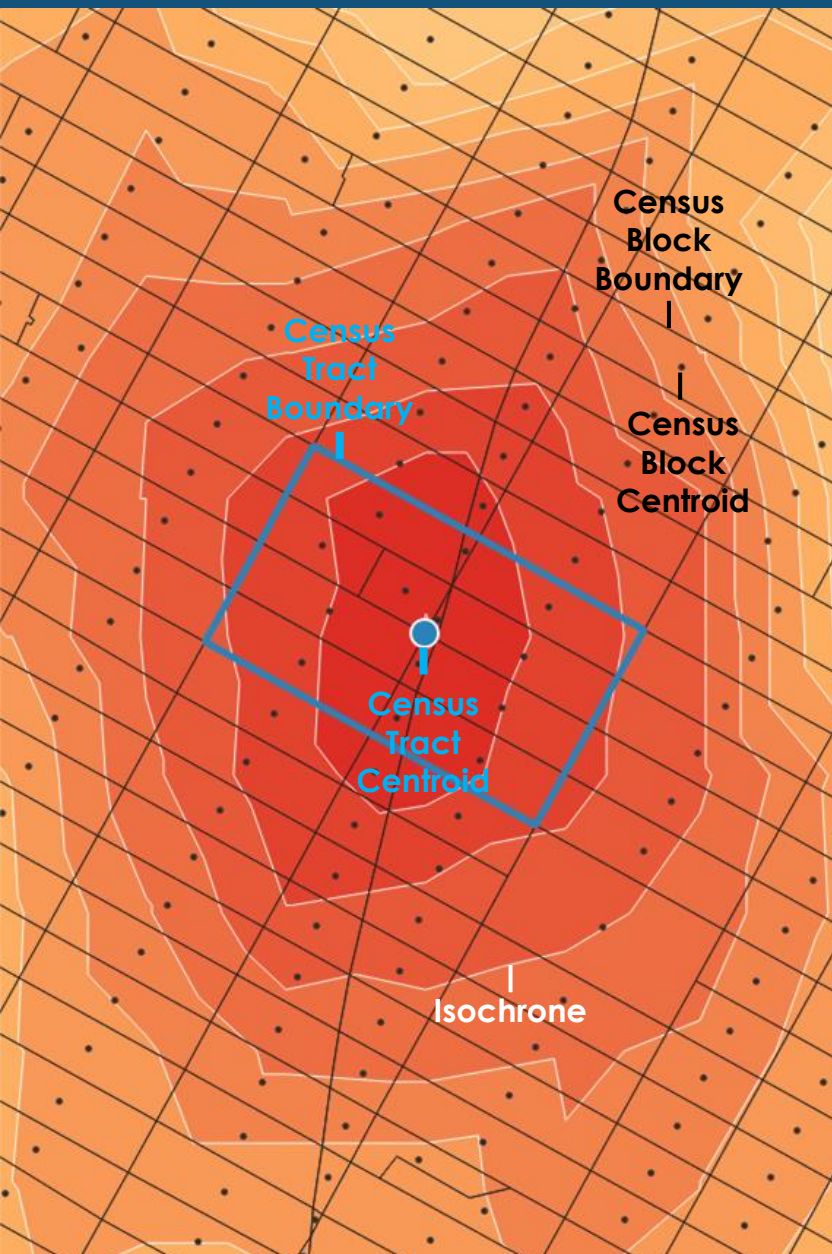 Census
Block
Boundary
Census
Tract
Boundary
Census
Block
Centroid
Census
Tract
Centroid
Isochrone